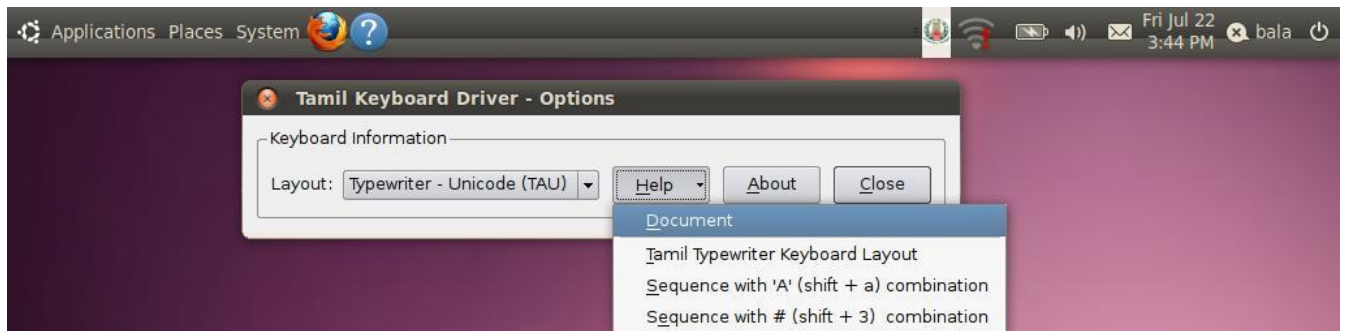 Applications Places System
Fri Jul 22
3:44 PM
bala
Tamil Keyboard Driver - Options
Keyboard Information
Layout: Typewriter - Unicode (TAU) Help About Close
Document
Tamil Typewriter Keyboard Layout
Sequence with 'A' (shift + a) combination
Sequence with # (shift + 3) combination